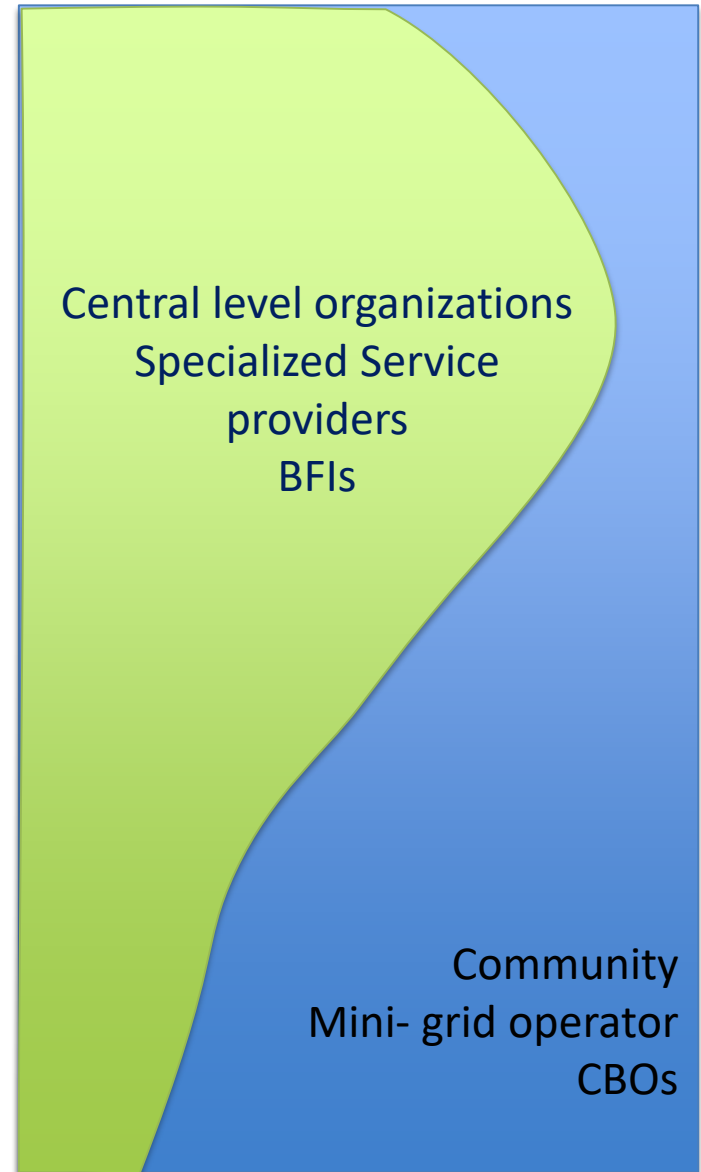 Central level organizations
Specialized Service
providers
BFIs
Community
Mini- grid operator
CBOs